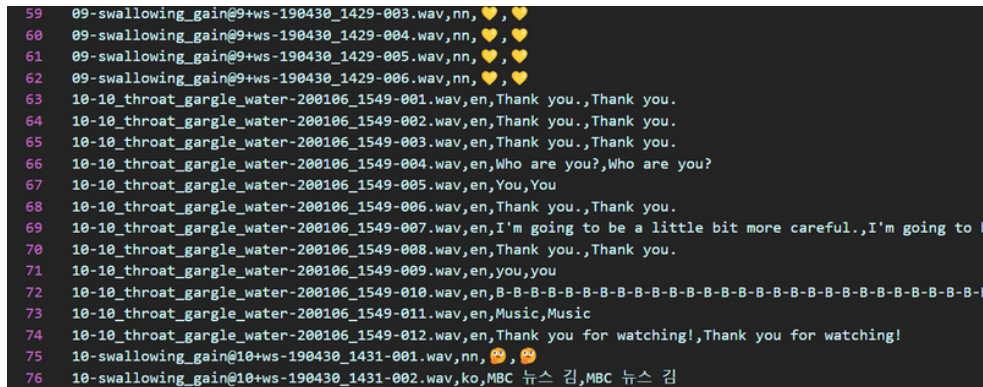 59 09-swallowing_gain@9+ws-190430_1429-003.wav,nn,💛,💛
60 09-swallowing_gain@9+ws-190430_1429-004.wav,nn,💛,💛
61 09-swallowing_gain@9+ws-190430_1429-005.wav,nn,💛,💛
62 09-swallowing_gain@9+ws-190430_1429-006.wav,nn,💛,💛
63 10-10_throat_gargle_water-200106_1549-001.wav,en,Thank you.,Thank you.
64 10-10_throat_gargle_water-200106_1549-002.wav,en,Thank you.,Thank you.
65 10-10_throat_gargle_water-200106_1549-003.wav,en,Thank you.,Thank you.
66 10-10_throat_gargle_water-200106_1549-004.wav,en,Who are you?,Who are you?
67 10-10_throat_gargle_water-200106_1549-005.wav,en,You,You
68 10-10_throat_gargle_water-200106_1549-006.wav,en,Thank you.,Thank you.
69 10-10_throat_gargle_water-200106_1549-007.wav,en,I'm going to be a little bit more careful.,I'm going to
70 10-10_throat_gargle_water-200106_1549-008.wav,en,Thank you.,Thank you.
71 10-10_throat_gargle_water-200106_1549-009.wav,en,you,you
72 10-10_throat_gargle_water-200106_1549-010.wav,en,B-B-B-B-B-B-B-B-B-B-B-B-B-B-B-B-B-B-B-B-B-B-B-B-B-B-B-B-
73 10-10_throat_gargle_water-200106_1549-011.wav,en,Music,Music
74 10-10_throat_gargle_water-200106_1549-012.wav,en,Thank you for watching!,Thank you for watching!
75 10-swallowing_gain@10+ws-190430_1431-001.wav,nn,🫣,🫣
76 10-swallowing_gain@10+ws-190430_1431-002.wav,ko,MBC 뉴스 김,MBC 뉴스 김